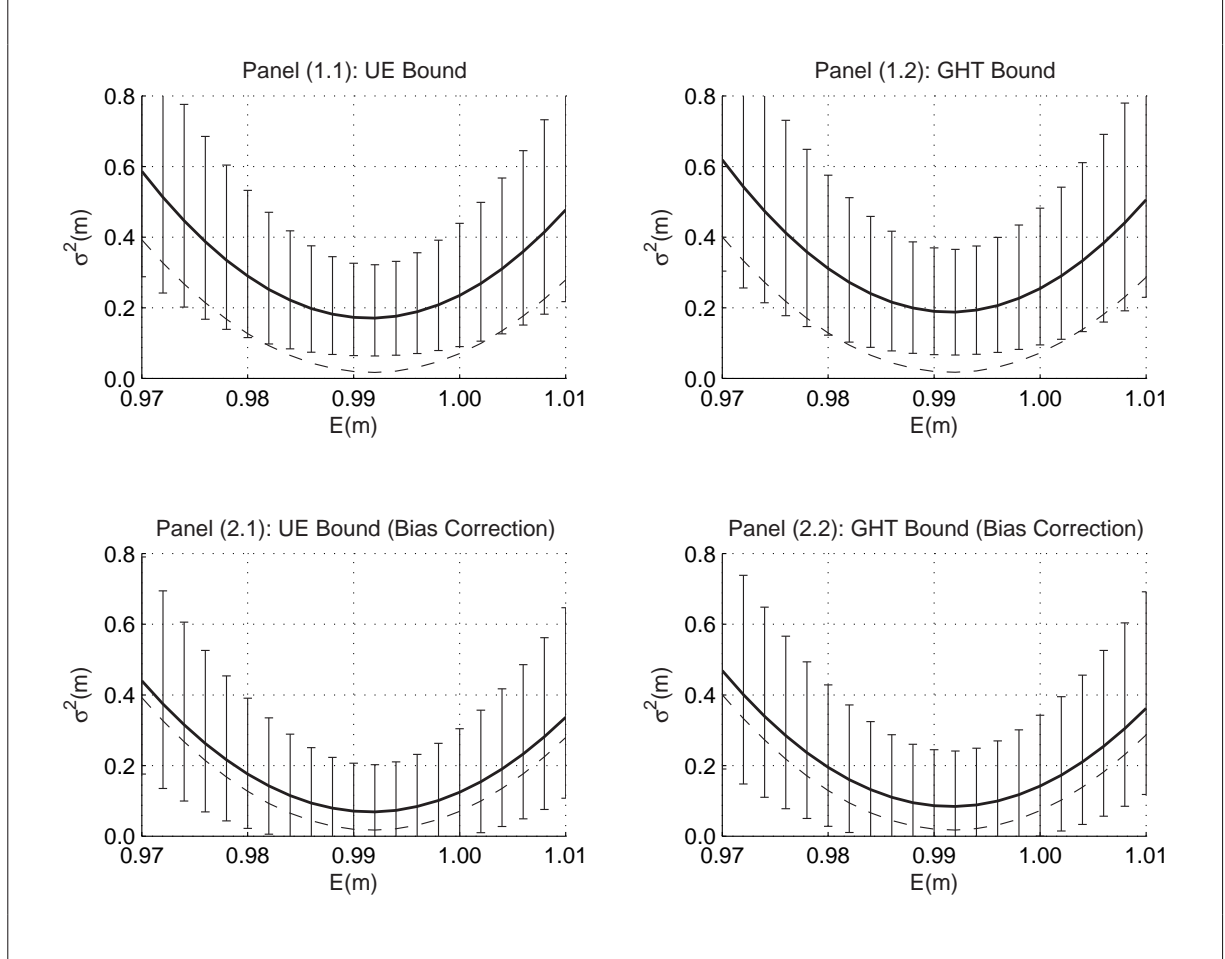 Panel (1.1): UE Bound
0.8
0.6
0.4
0.2
0.0
σ²(m)
0.97 0.98 0.99 1.00 1.01
E(m)
Panel (1.2): GHT Bound
0.8
0.6
0.4
0.2
0.0
σ²(m)
0.97 0.98 0.99 1.00 1.01
E(m)
Panel (2.1): UE Bound (Bias Correction)
0.8
0.6
0.4
0.2
0.0
σ²(m)
0.97 0.98 0.99 1.00 1.01
E(m)
Panel (2.2): GHT Bound (Bias Correction)
0.8
0.6
0.4
0.2
0.0
σ²(m)
0.97 0.98 0.99 1.00 1.01
E(m)